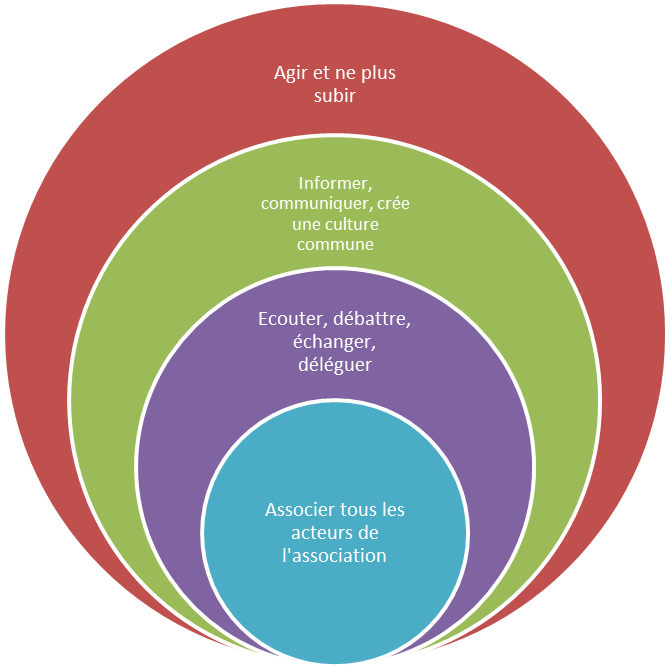 Agir et ne plus
subir
Informer,
communiquer, crée
une culture
commune
Ecouter, débattre,
échanger,
déléguer
Associer tous les
acteurs de
l'association